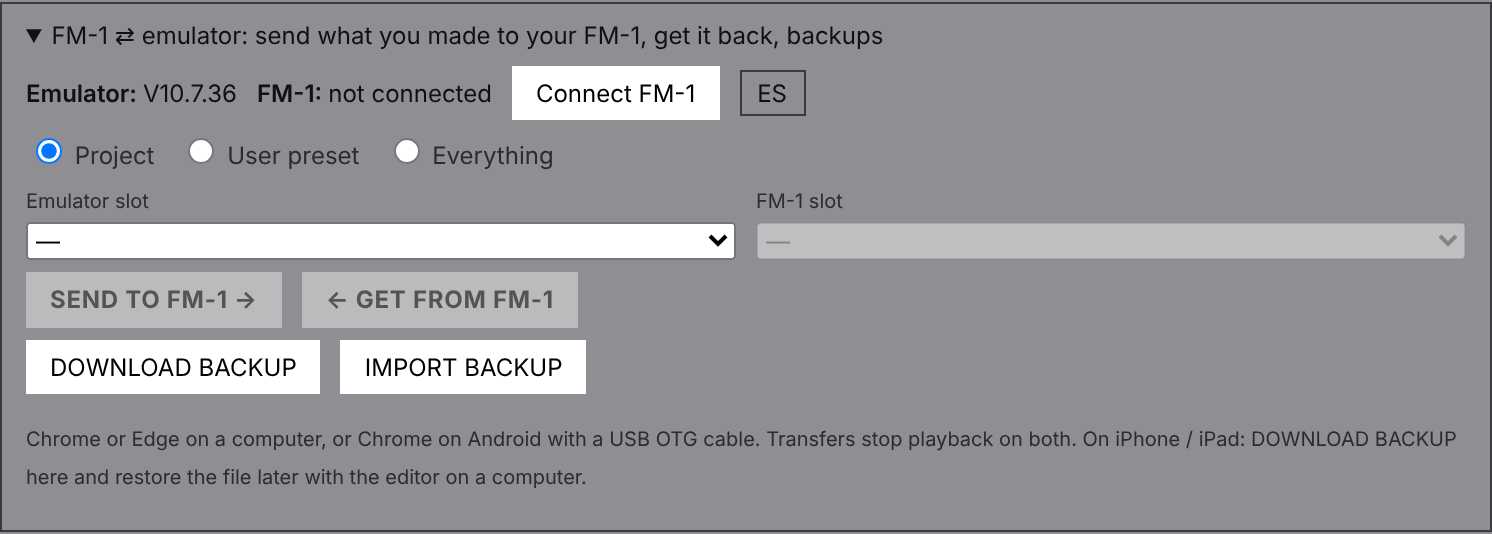 ▼ FM-1 ⇄ emulator: send what you made to your FM-1, get it back, backups
Emulator: V10.7.36 FM-1: not connected Connect FM-1 ES
Project User preset Everything
Emulator slot FM-1 slot
— —
SEND TO FM-1 → ← GET FROM FM-1
DOWNLOAD BACKUP IMPORT BACKUP
Chrome or Edge on a computer, or Chrome on Android with a USB OTG cable. Transfers stop playback on both. On iPhone / iPad: DOWNLOAD BACKUP
here and restore the file later with the editor on a computer.